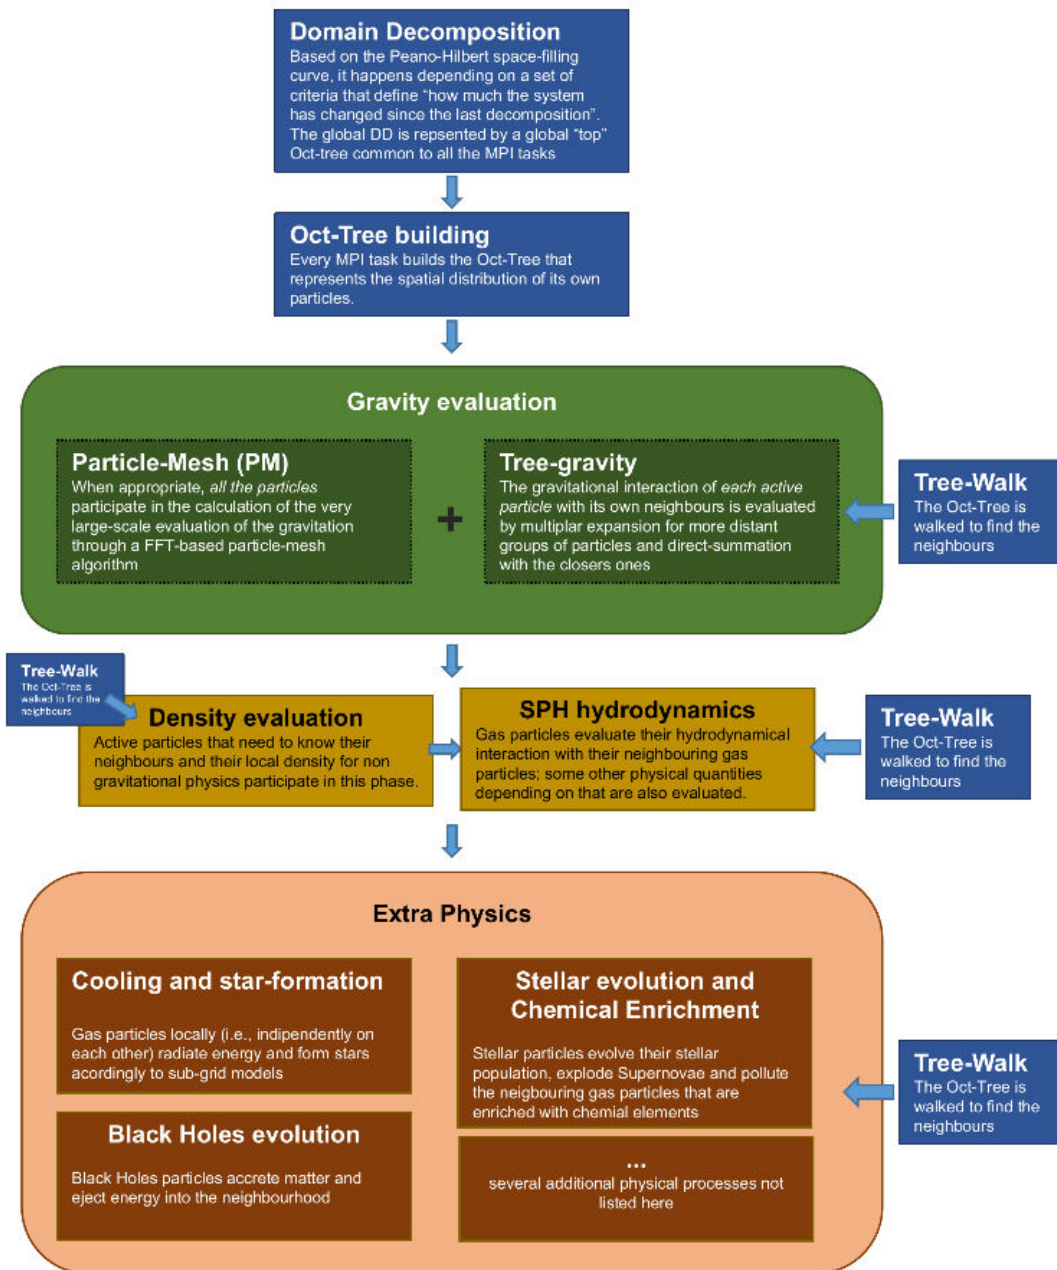 Domain Decomposition
Based on the Peano-Hilbert space-filling
curve, it happens depending on a set of
criteria that define “how much the system
has changed since the last decomposition”.
The global DD is repsented by a global “top”
Oct-tree common to all the MPI tasks
Oct-Tree building
Every MPI task builds the Oct-Tree that
represents the spatial distribution of its own
particles.
Gravity evaluation
Particle-Mesh (PM)
When appropriate, all the particles
participate in the calculation of the very
large-scale evaluation of the gravitation
through a FFT-based particle-mesh
algorithm
+
Tree-gravity
The gravitational interaction of each active
particle with its own neighbours is evaluated
by multiplar expansion for more distant
groups of particles and direct-summation
with the closers ones
Tree-Walk
The Oct-Tree is
walked to find the
neighbours
Tree-Walk
The Oct-Tree is
walked to find the
neighbours
Density evaluation
Active particles that need to know their
neighbours and their local density for non
gravitational physics participate in this phase.
SPH hydrodynamics
Gas particles evaluate their hydrodynamical
interaction with their neighbouring gas
particles; some other physical quantities
depending on that are also evaluated.
Tree-Walk
The Oct-Tree is
walked to find the
neighbours
Extra Physics
Cooling and star-formation
Gas particles locally (i.e., indipendently on
each other) radiate energy and form stars
acordingly to sub-grid models
Stellar evolution and
Chemical Enrichment
Stellar particles evolve their stellar
population, explode Supernovae and pollute
the neigbouring gas particles that are
enriched with chemial elements
Tree-Walk
The Oct-Tree is
walked to find the
neighbours
Black Holes evolution
Black Holes particles accrete matter and
eject energy into the neighbourhood
...
several additional physical processes not
listed here